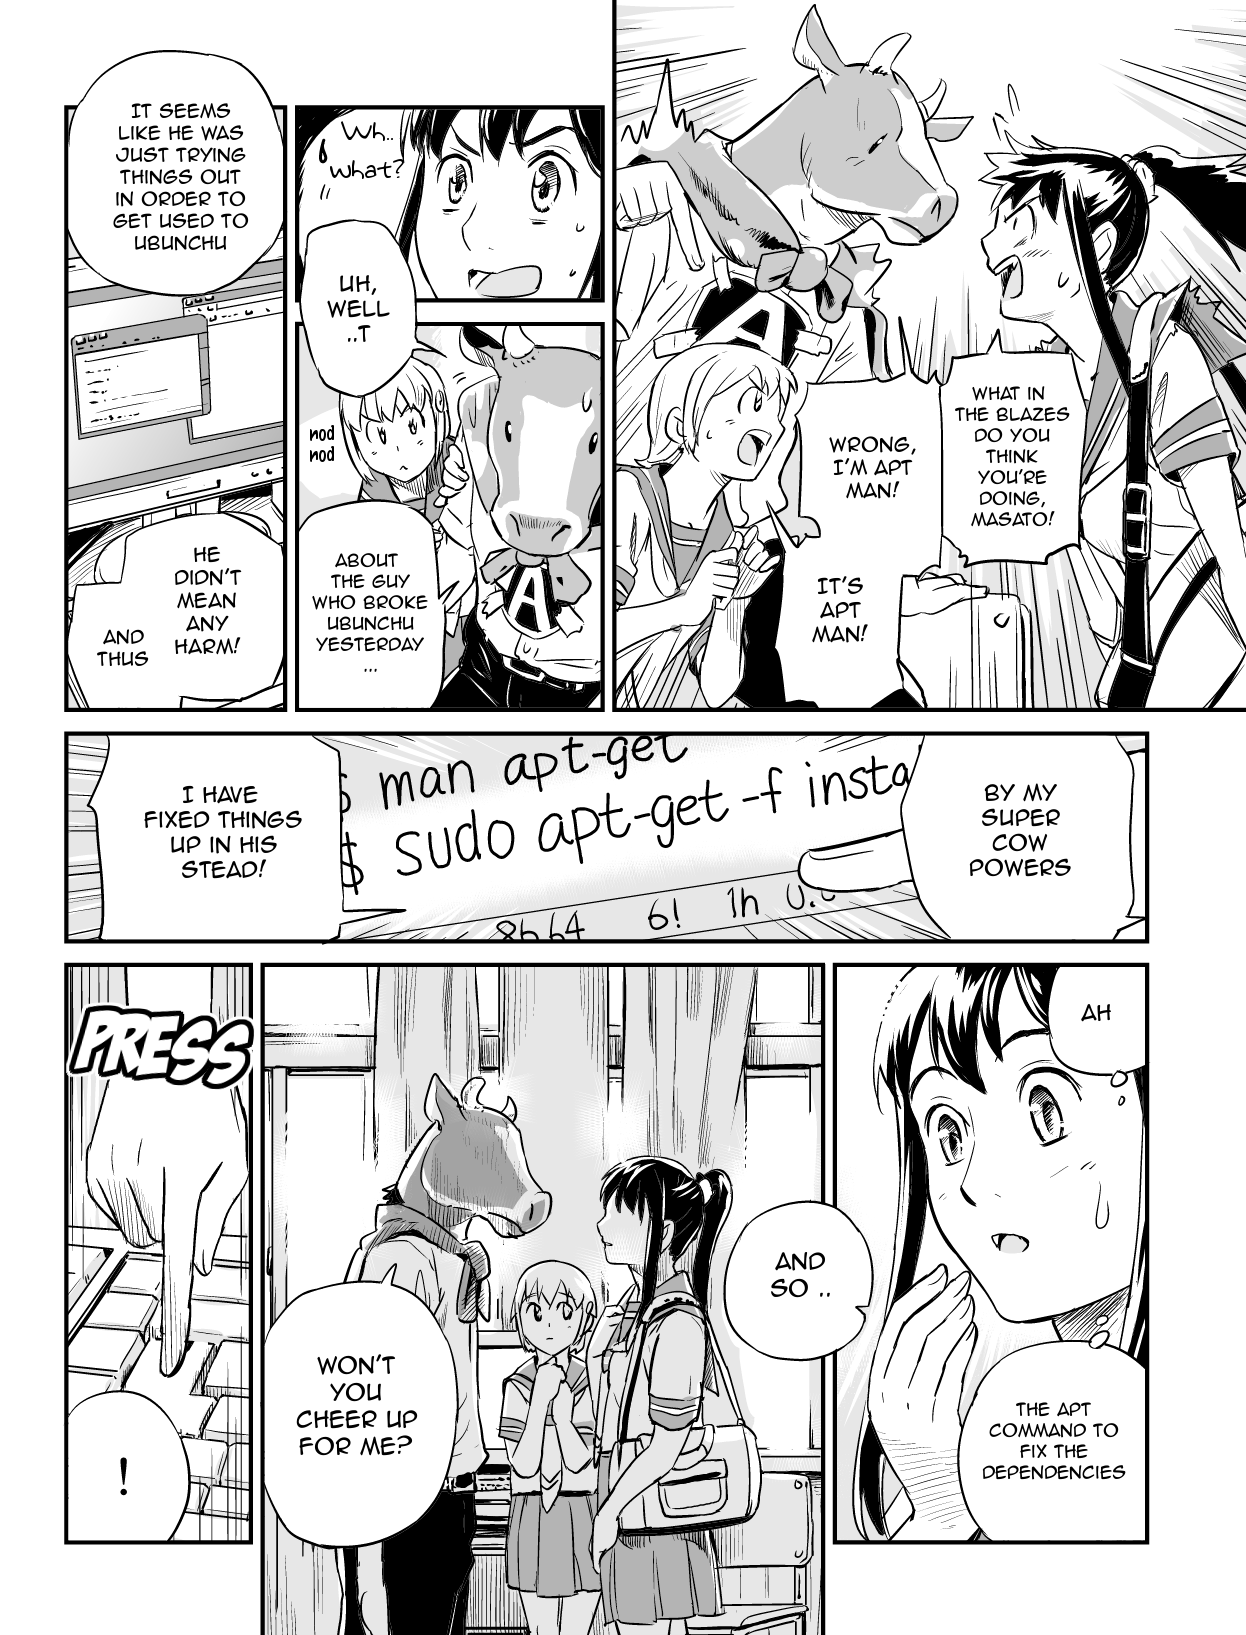 WHAT IN
THE BLAZES
DO YOU
THINK
YOU'RE
DOING,
MASATO!
WRONG,
I'M APT
MAN!
IT'S
APT
MAN!
A
Wh..
what?
UH,
WELL
..T
nod
nod
ABOUT
THE GUY
WHO BROKE
UBUNCHU
YESTERDAY
...
A
IT SEEMS
LIKE HE WAS
JUST TRYING
THINGS OUT
IN ORDER TO
GET USED TO
UBUNCHU
HE
DIDN'T
MEAN
ANY
HARM!
AND
THUS
BY MY
SUPER
COW
POWERS
$ man apt-get
$ sudo apt-get -f insta
8b64 6! 1h U.
I HAVE
FIXED THINGS
UP IN HIS
STEAD!
AH
THE APT
COMMAND TO
FIX THE
DEPENDENCIES
AND
SO ..
WON'T
YOU
CHEER UP
FOR ME?
PRESS
!